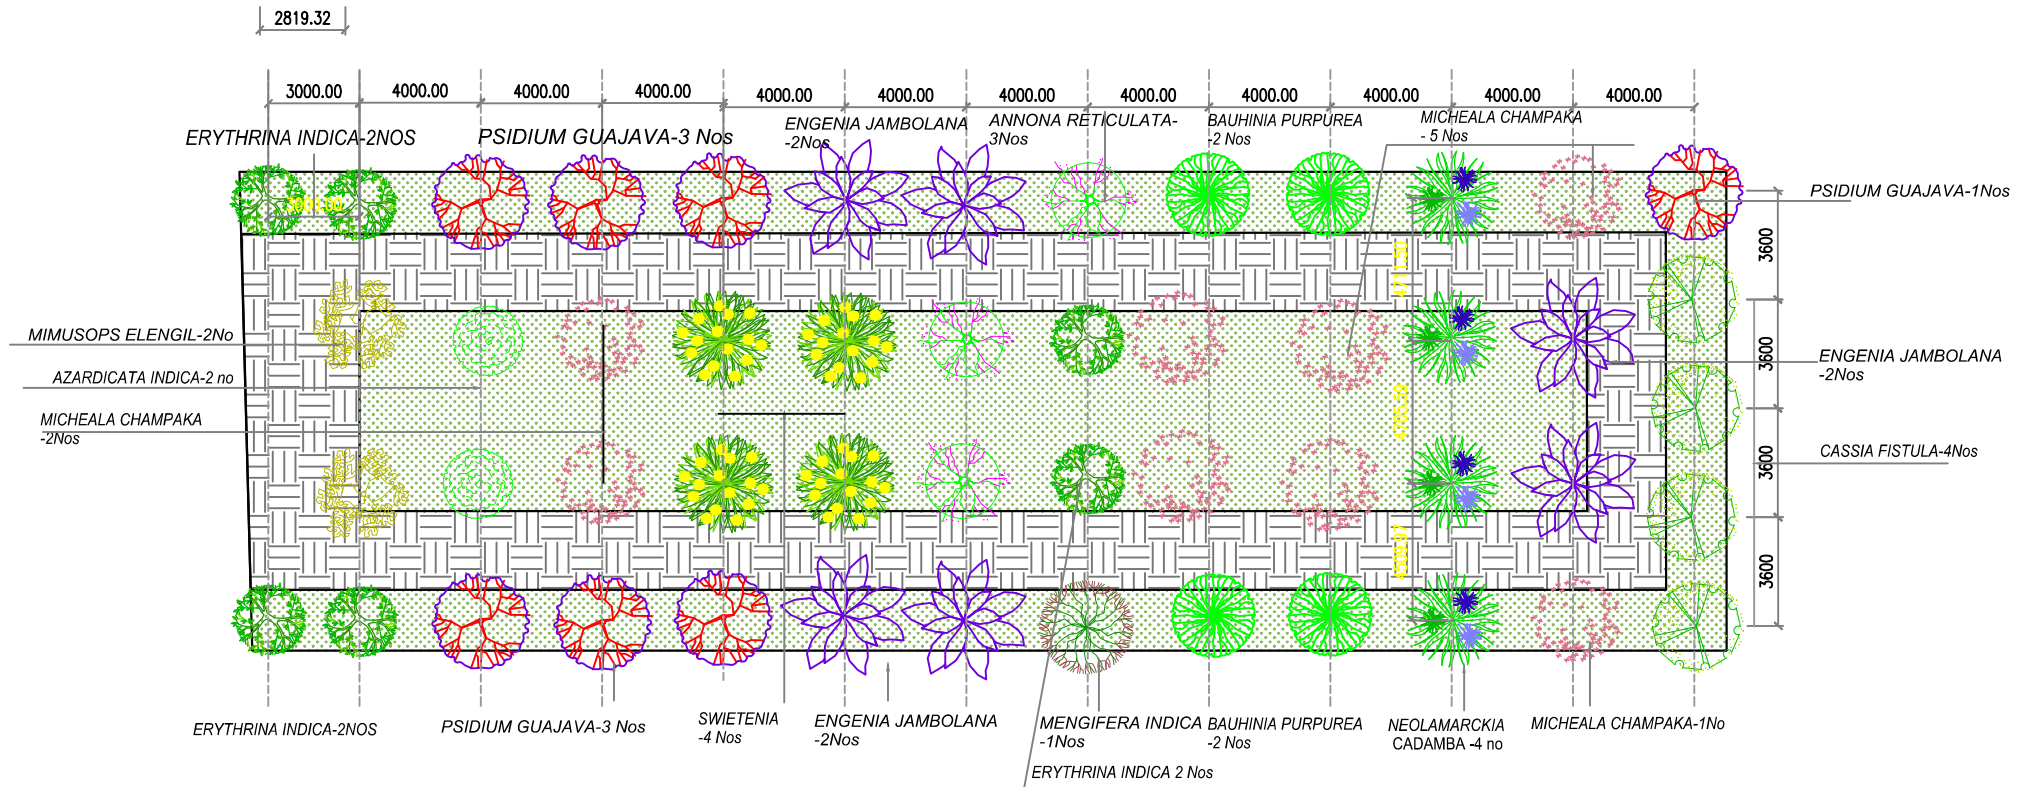 2819.32
3000.00
4000.00
4000.00
4000.00
4000.00
4000.00
4000.00
4000.00
4000.00
4000.00
4000.00
4000.00
ERYTHRINA INDICA-2NOS
PSIDIUM GUAJAVA-3 Nos
ENGENIA JAMBOLANA
-2Nos
ANNONA RETICULATA-
3Nos
BAUHINIA PURPUREA
-2 Nos
MICHEALA CHAMPAKA
- 5 Nos
PSIDIUM GUAJAVA-1Nos
3000.00
3600
4711.50
MIMUSOPS ELENGIL-2No
3600
ENGENIA JAMBOLANA
-2Nos
AZARDICATA INDICA-2 no
MICHEALA CHAMPAKA
-2Nos
CASSIA FISTULA-4Nos
3600
3600
ERYTHRINA INDICA-2NOS
PSIDIUM GUAJAVA-3 Nos
SWIETENIA
-4 Nos
ENGENIA JAMBOLANA
-2Nos
MENGIFERA INDICA
-1Nos
BAUHINIA PURPUREA
-2 Nos
NEOLAMARCKIA
CADAMBA -4 no
MICHEALA CHAMPAKA-1No
ERYTHRINA INDICA 2 Nos